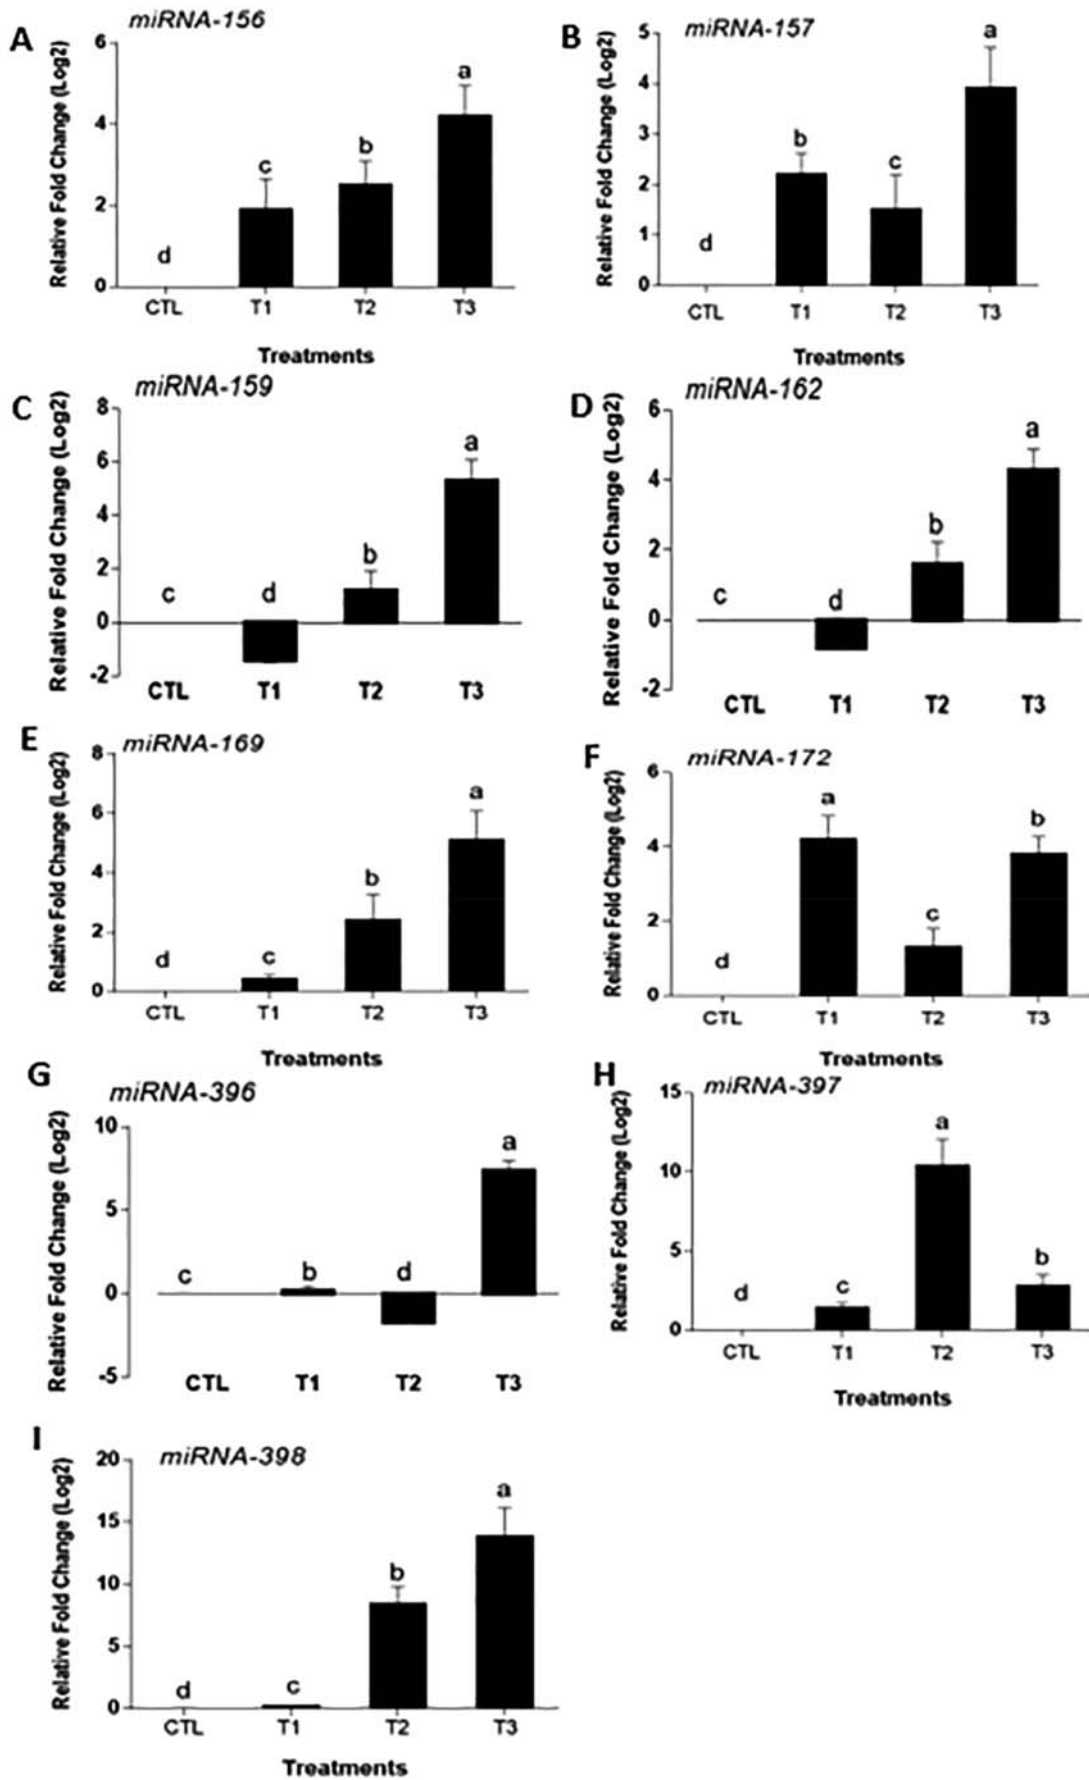 A
miRNA-156
Relative Fold Change (Log2)
6
4
2
0
d
c
b
a
CTL T1 T2 T3
Treatments
B
miRNA-157
Relative Fold Change (Log2)
5
4
3
2
1
0
d
b
c
a
CTL T1 T2 T3
Treatments
C
miRNA-159
Relative Fold Change (Log2)
8
6
4
2
0
-2
c
d
b
a
CTL T1 T2 T3
D
miRNA-162
Relative Fold Change (Log2)
6
4
2
0
-2
c
d
b
a
CTL T1 T2 T3
E
miRNA-169
Relative Fold Change (Log2)
8
6
4
2
0
d
c
b
a
CTL T1 T2 T3
Treatments
F
miRNA-172
Relative Fold Change (Log2)
6
4
2
0
d
a
c
b
CTL T1 T2 T3
Treatments
G
miRNA-396
Relative Fold Change (Log2)
10
5
0
-5
c
b
d
a
CTL T1 T2 T3
H
miRNA-397
Relative Fold Change (Log2)
15
10
5
0
d
c
a
b
CTL T1 T2 T3
Treatments
I
miRNA-398
Relative Fold Change (Log2)
20
15
10
5
0
d
c
b
a
CTL T1 T2 T3
Treatments